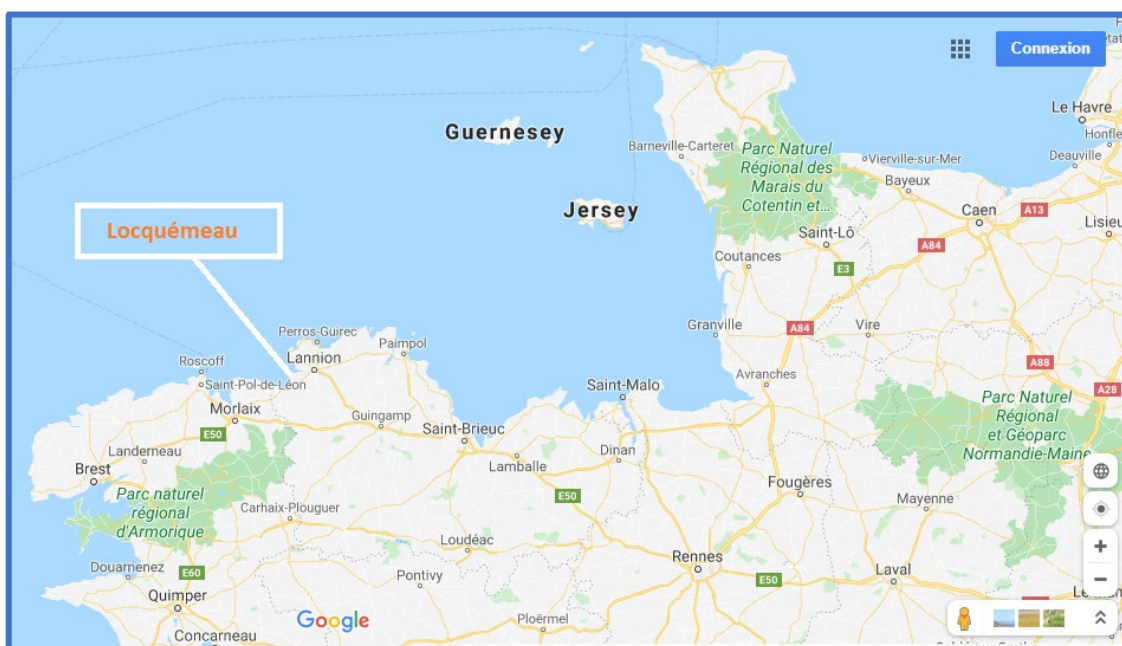 Connexion
Le Havre
Honfle
Guernesey
Barneville-Carteret
Parc Naturel
Régional des
Marais du
Cotentin et...
Vierville-sur-Mer
Deauville
Bayeux
Jersey
Caen
A13
Lisieu
Locquémeau
Saint-Lô
A84
Coutances
E3
Perros-Guirec
Granville
A84
Vire
Paimpol
Roscoff
Lannion
A88
Saint-Pol-de-Léon
Saint-Malo
Avranches
A28
Morlaix
Guingamp
Parc Naturel
Régional
et Géoparc
Normandie-Maine
E50
Saint-Brieuc
Landerneau
Dinan
Brest
Lamballe
Fougères
E50
Mayenne
Parc naturel
régional
d'Armorique
Carhaix-Plouguer
Loudéac
Rennes
Douarnenez
E60
Pontivy
E50
Laval
Quimper
Google
Ploërmel
Concarneau